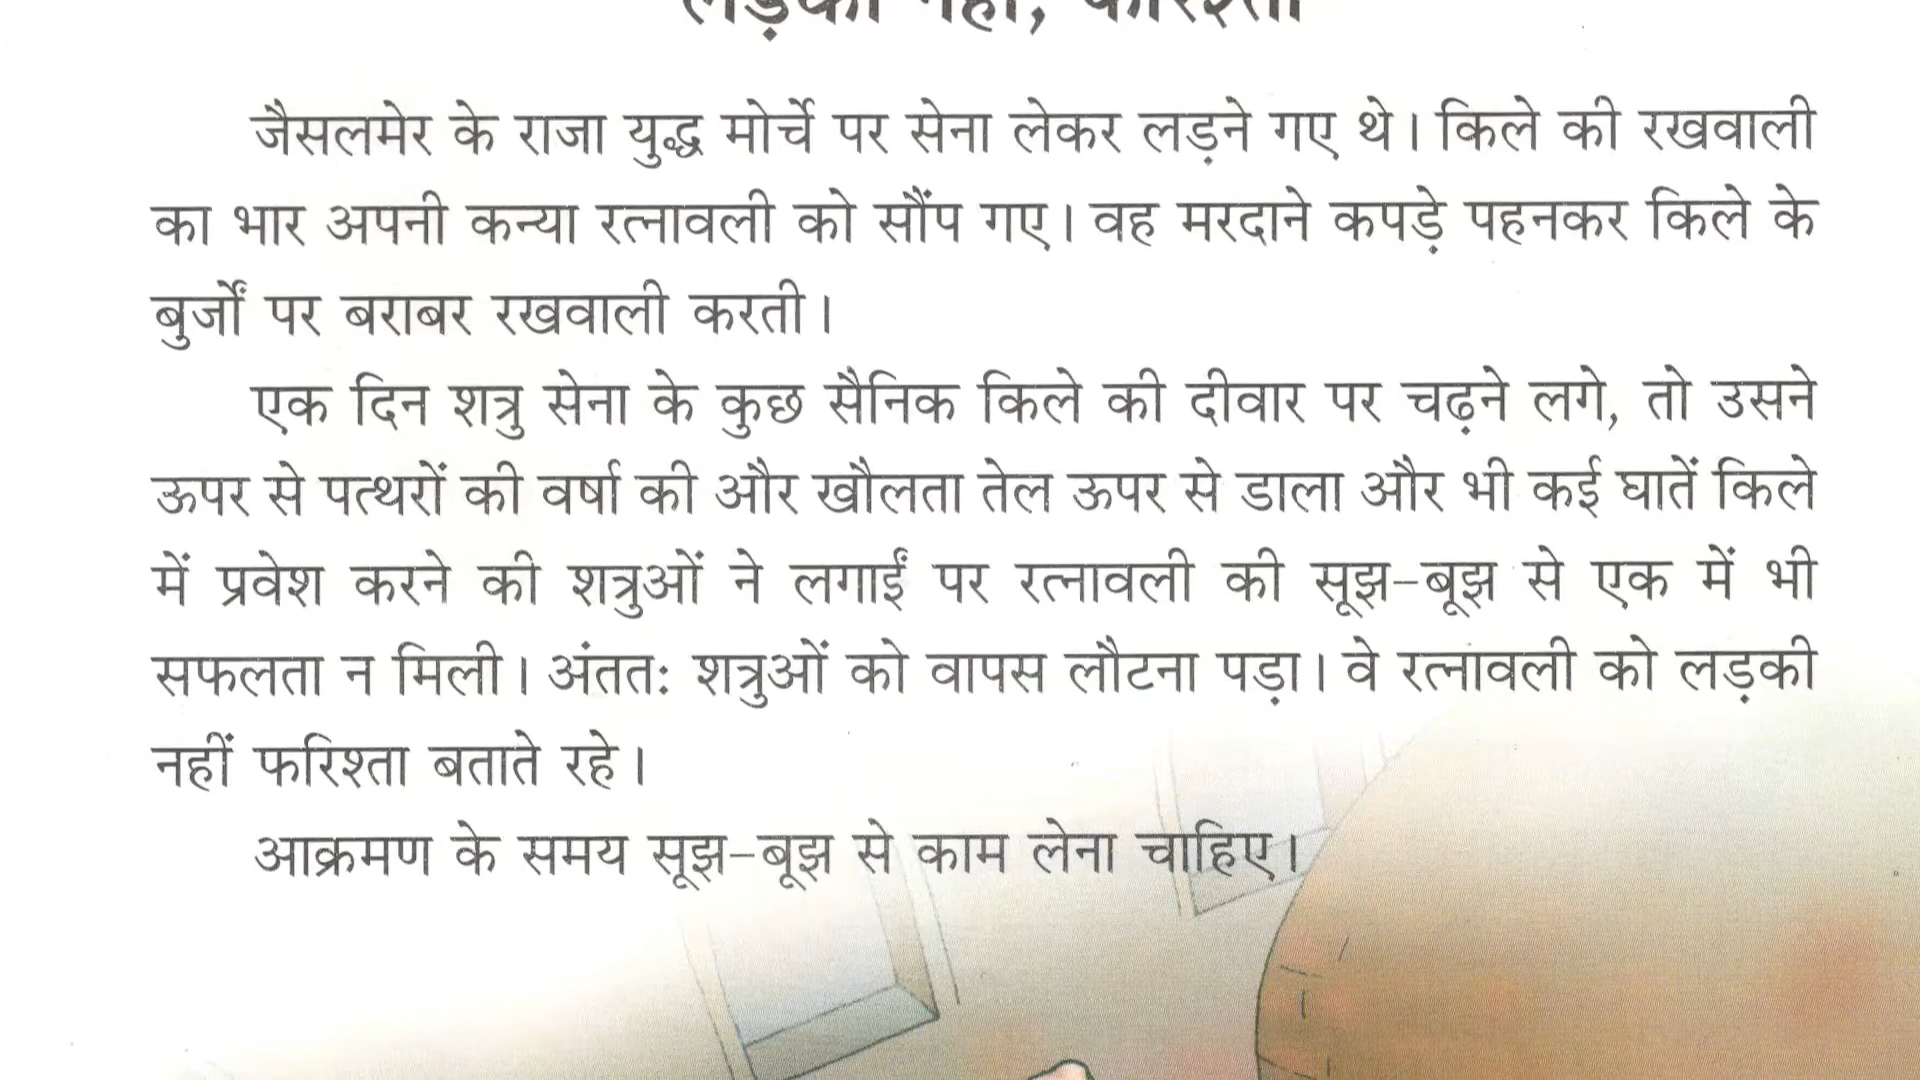 लड़की नहीं, फरिश्ता
जैसलमेर के राजा युद्ध मोर्चे पर सेना लेकर लड़ने गए थे। किले की रखवाली
का भार अपनी कन्या रत्नावली को सौंप गए। वह मरदाने कपड़े पहनकर किले के
बुर्जों पर बराबर रखवाली करती।
एक दिन शत्रु सेना के कुछ सैनिक किले की दीवार पर चढ़ने लगे, तो उसने
ऊपर से पत्थरों की वर्षा की और खौलता तेल ऊपर से डाला और भी कई घातें किले
में प्रवेश करने की शत्रुओं ने लगाईं पर रत्नावली की सूझ-बूझ से एक में भी
सफलता न मिली। अंततः शत्रुओं को वापस लौटना पड़ा। वे रत्नावली को लड़की
नहीं फरिश्ता बताते रहे।
आक्रमण के समय सूझ-बूझ से काम लेना चाहिए।